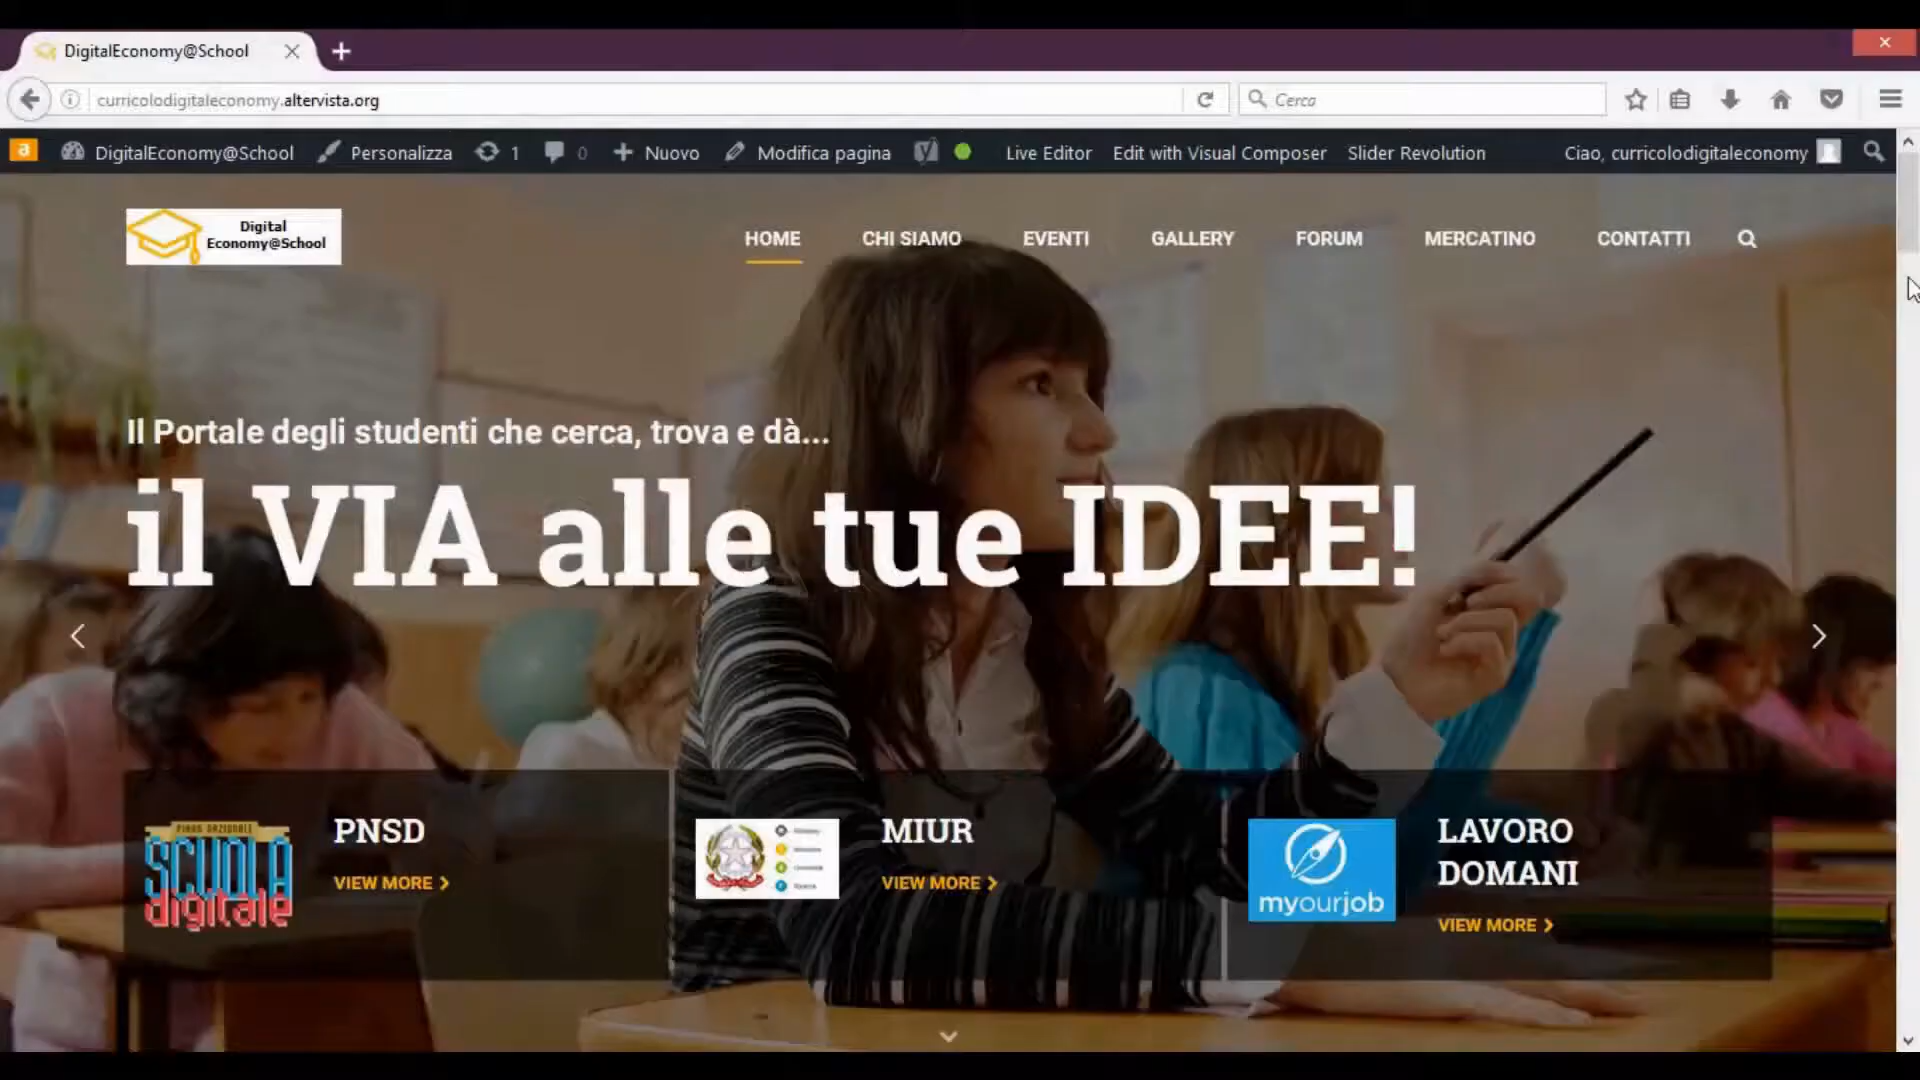 DigitalEconomy@School
curricolodigitaleconomy.altervista.org
Cerca
a DigitalEconomy@School Personalizza 1 0 Nuovo Modifica pagina Live Editor Edit with Visual Composer Slider Revolution Ciao, curricolodigitaleconomy
Digital
Economy@School
HOME CHI SIAMO EVENTI GALLERY FORUM MERCATINO CONTATTI
Il Portale degli studenti che cerca, trova e dà...
il VIA alle tue IDEE!
PIANO NAZIONALE
SCUOLA
digitale
PNSD
VIEW MORE
MIUR
VIEW MORE
myourjob
LAVORO
DOMANI
VIEW MORE